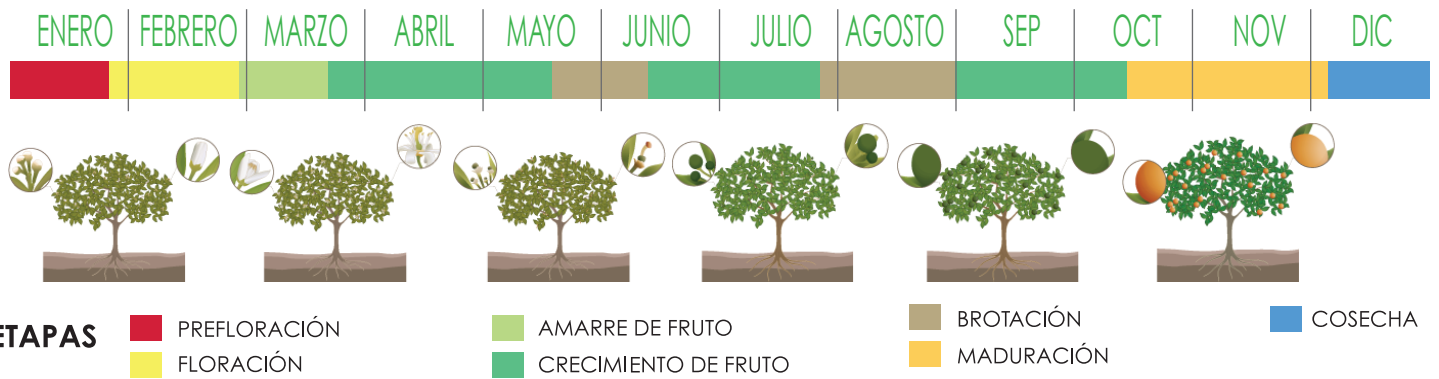 ENERO FEBRERO MARZO ABRIL MAYO JUNIO JULIO AGOSTO SEP OCT NOV DIC
ETAPAS
PREFLORACIÓN
FLORACIÓN
AMARRE DE FRUTO
CRECIMIENTO DE FRUTO
BROTACIÓN
MADURACIÓN
COSECHA